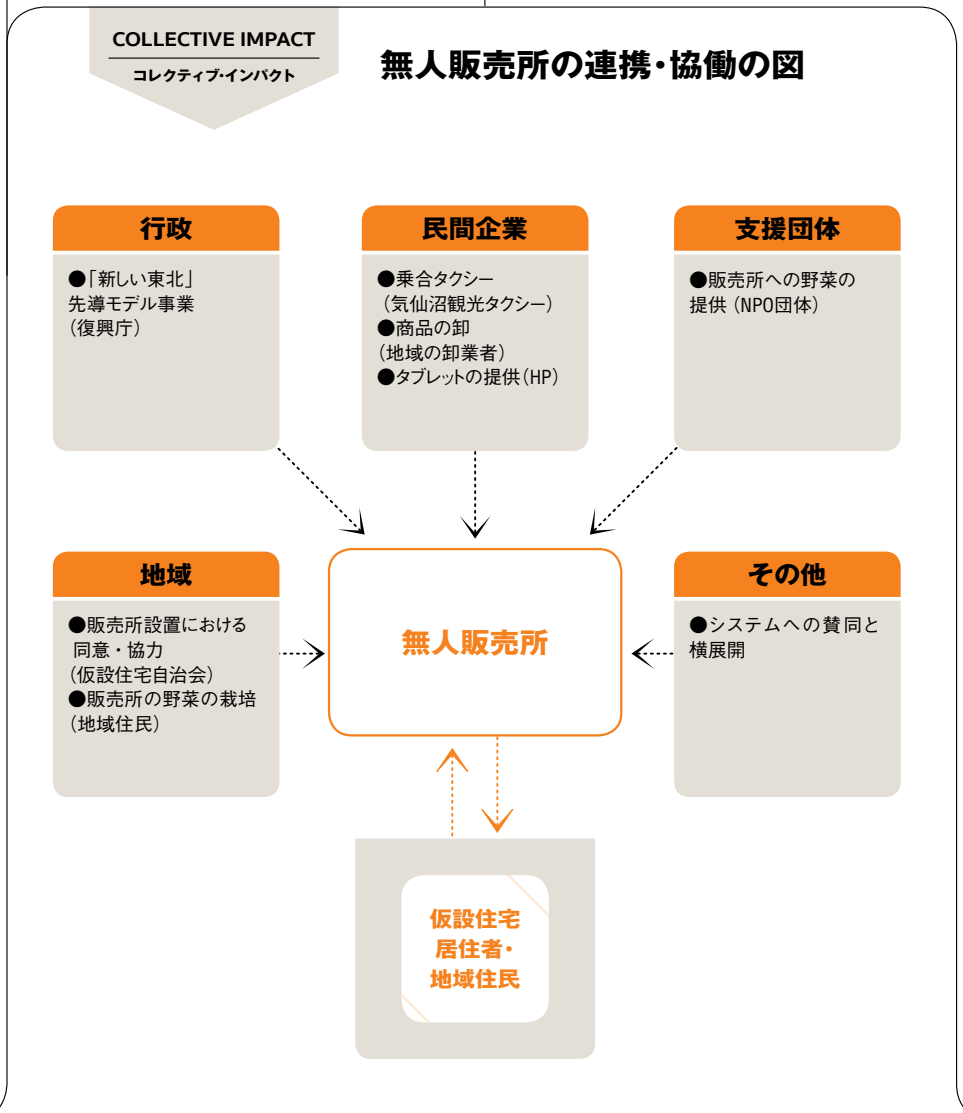 COLLECTIVE IMPACT
コレクティブ・インパクト
無人販売所の連携・協働の図
行政
●「新しい東北」
先導モデル事業
(復興庁)
民間企業
●乗合タクシー
(気仙沼観光タクシー)
●商品の卸
(地域の卸業者)
●タブレットの提供(HP)
支援団体
●販売所への野菜の
提供(NPO団体)
地域
●販売所設置における
同意・協力
(仮設住宅自治会)
●販売所の野菜の栽培
(地域住民)
無人販売所
その他
●システムへの賛同と
横展開
仮設住宅
居住者・
地域住民